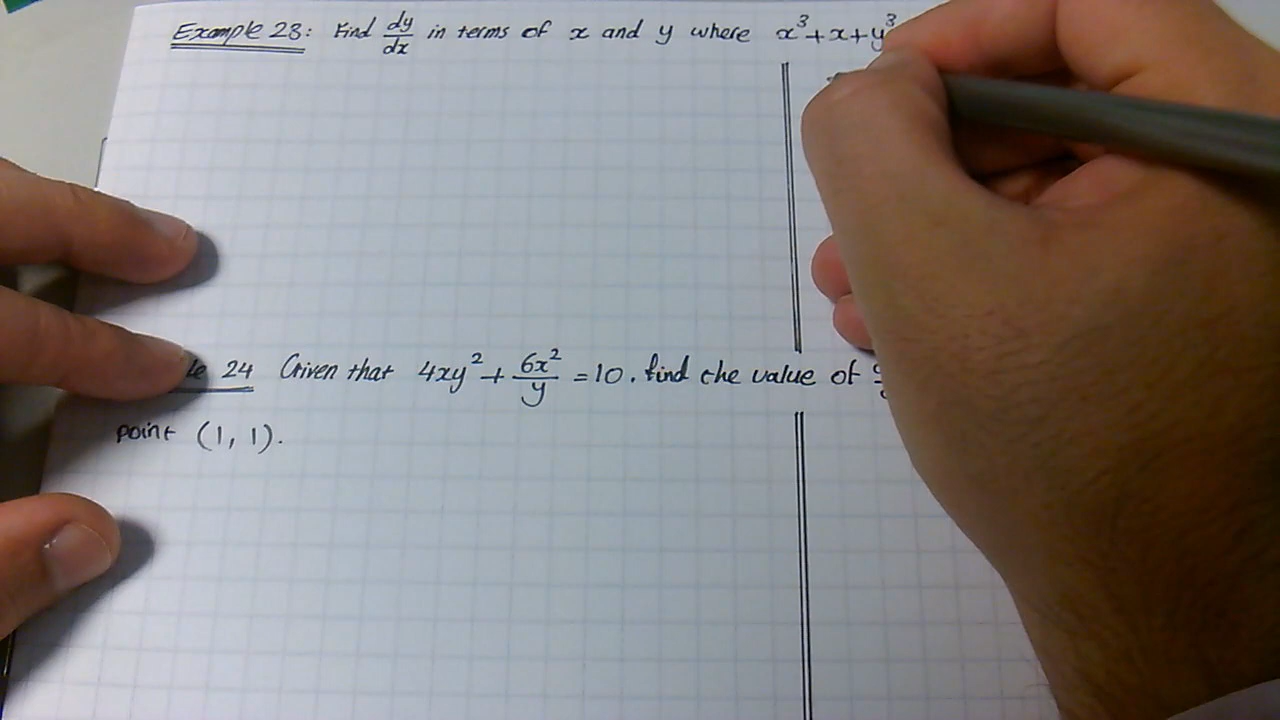 Example 23: Find dy/dx in terms of x and y where x³+x+y³
24 Given that 4xy² + 6x²/y = 10. find the value of
point (1, 1).